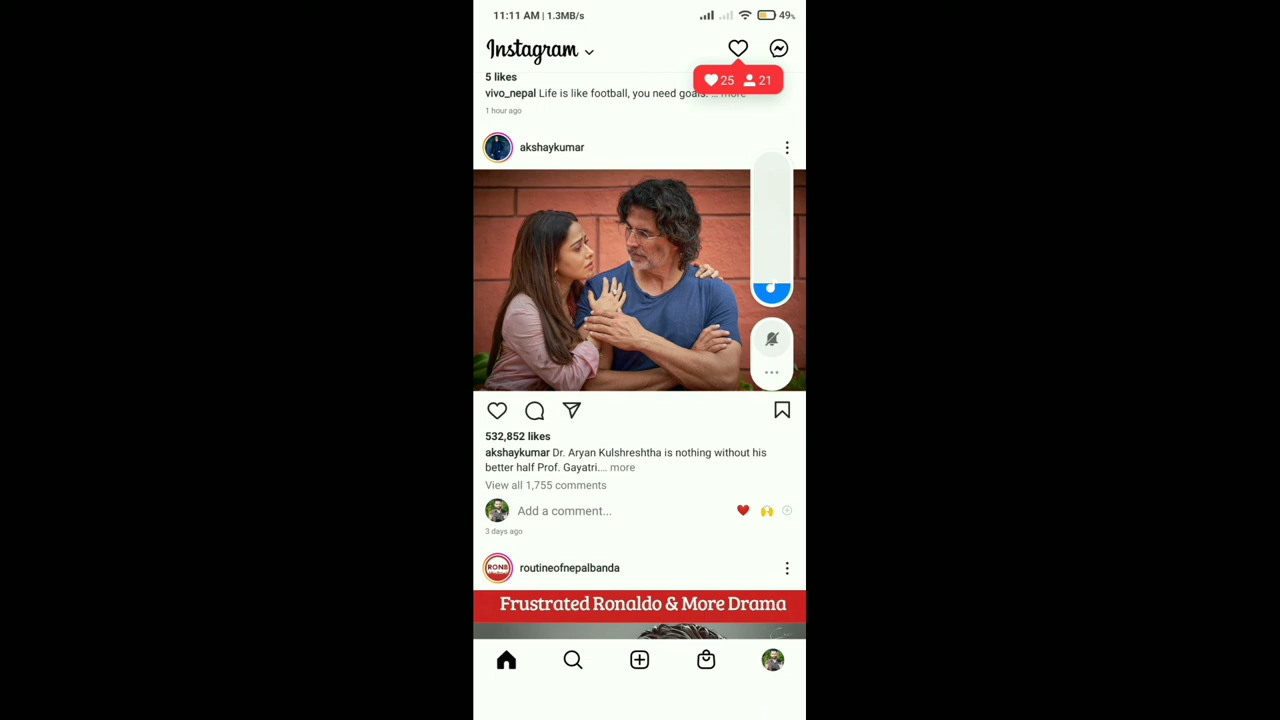 11:11 AM | 1.3MB/s
49%
Instagram
25 21
5 likes
vivo_nepal Life is like football, you need goals. ... more
1 hour ago
akshaykumar
532,852 likes
akshaykumar Dr. Aryan Kulshreshtha is nothing without his
better half Prof. Gayatri.... more
View all 1,755 comments
Add a comment...
3 days ago
RONB
routineofnepalbanda
Frustrated Ronaldo & More Drama